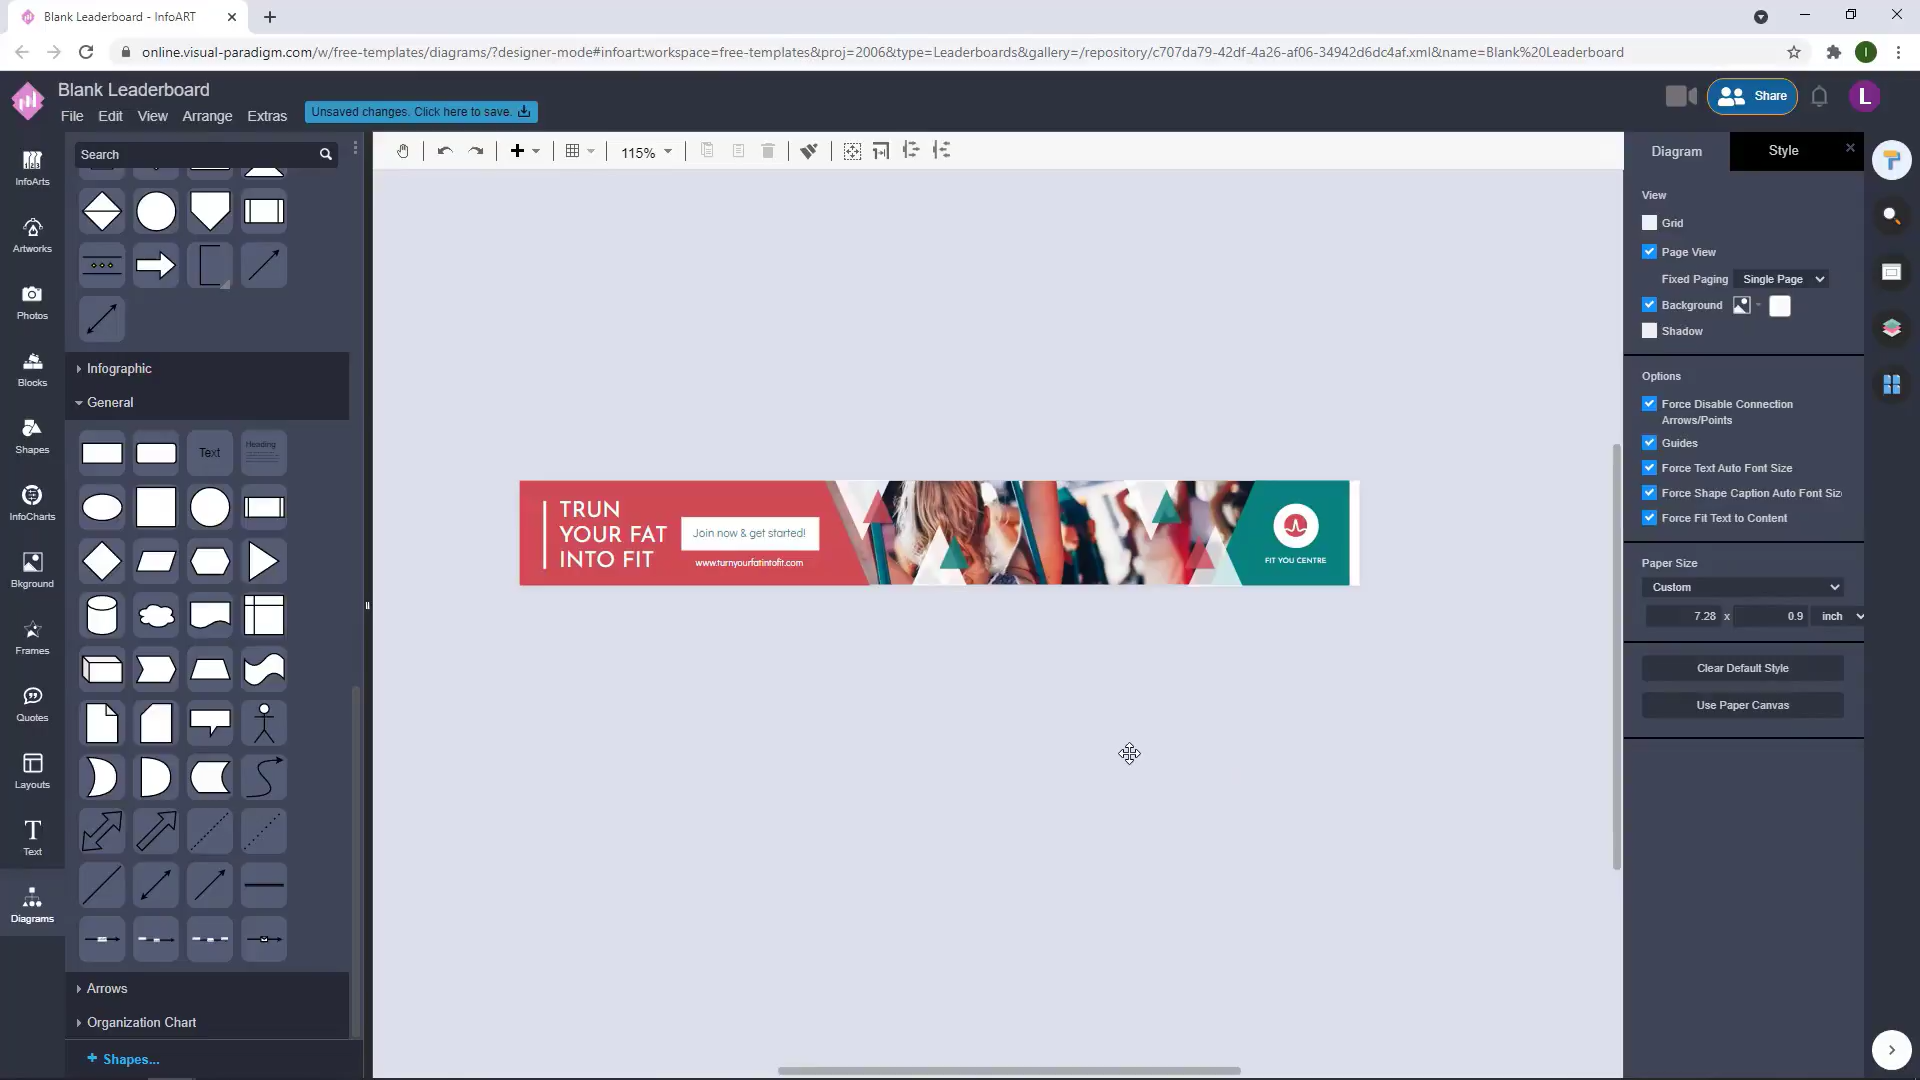 Blank Leaderboard - InfoART
online.visual-paradigm.com/w/free-templates/diagrams/?designer-mode#infoart:workspace=free-templates&proj=2006&type=Leaderboards&gallery=/repository/c707da79-42df-4a26-af06-34942d6dc4af.xml&name=Blank%20Leaderboard
I
Blank Leaderboard
File Edit View Arrange Extras
Unsaved changes. Click here to save.
Share
L
InfoArts
Artworks
Photos
Blocks
Shapes
InfoCharts
Bkground
Frames
Quotes
Layouts
Text
Diagrams
Search
Infographic
General
Text
Heading
Arrows
Organization Chart
+ Shapes...
115%
TRUN
YOUR FAT
INTO FIT
Join now & get started!
www.turnyourfatintofit.com
FIT YOU CENTRE
Diagram
Style
View
Grid
Page View
Fixed Paging Single Page
Background
Shadow
Options
Force Disable Connection
Arrows/Points
Guides
Force Text Auto Font Size
Force Shape Caption Auto Font Siz
Force Fit Text to Content
Paper Size
Custom
7.28 x 0.9 inch
Clear Default Style
Use Paper Canvas